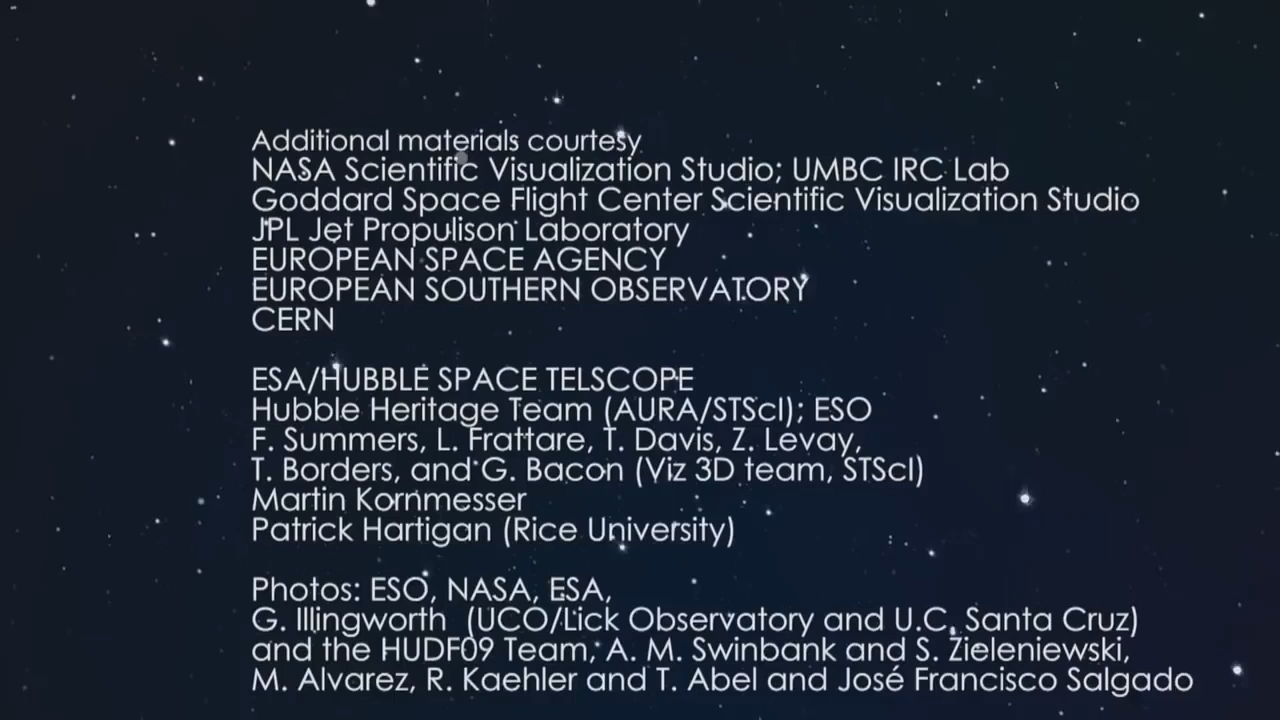 Additional materials courtesy
NASA Scientific Visualization Studio; UMBC IRC Lab
Goddard Space Flight Center Scientific Visualization Studio
JPL Jet Propulison Laboratory
EUROPEAN SPACE AGENCY
EUROPEAN SOUTHERN OBSERVATORY
CERN
ESA/HUBBLE SPACE TELSCOPE
Hubble Heritage Team (AURA/STScI); ESO
F. Summers, L. Frattare, T. Davis, Z. Levay,
T. Borders, and G. Bacon (Viz 3D team, STScI)
Martin Kornmesser
Patrick Hartigan (Rice University)
Photos: ESO, NASA, ESA,
G. Illingworth  (UCO/Lick Observatory and U.C. Santa Cruz)
and the HUDF09 Team, A. M. Swinbank and S. Zieleniewski,
M. Alvarez, R. Kaehler and T. Abel and José Francisco Salgado